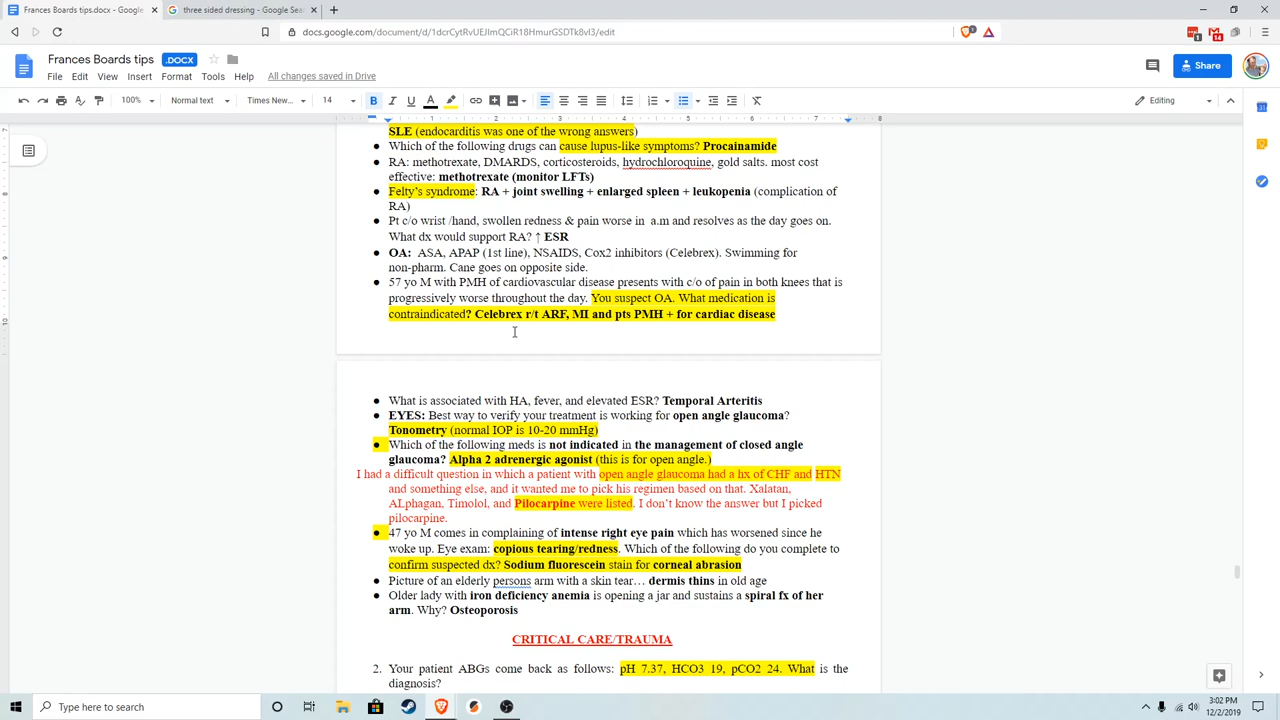 Frances Boards tips.docx - Google
three sided dressing - Google Sea
docs.google.com/document/d/1dcrCytRvUEJlmQCiR18HmurGSDTk8vl3/edit
Frances Boards tips .DOCX
Share
File Edit View Insert Format Tools Help All changes saved in Drive
100% Normal text Times New... 14 B I U A Editing
1 2 3 4 5 6 7 8
SLE (endocarditis was one of the wrong answers)
● Which of the following drugs can cause lupus-like symptoms? Procainamide
● RA: methotrexate, DMARDS, corticosteroids, hydrochloroquine, gold salts. most cost
effective: methotrexate (monitor LFTs)
● Felty's syndrome: RA + joint swelling + enlarged spleen + leukopenia (complication of
RA)
● Pt c/o wrist /hand, swollen redness & pain worse in a.m and resolves as the day goes on.
What dx would support RA? ↑ ESR
● OA: ASA, APAP (1st line), NSAIDS, Cox2 inhibitors (Celebrex). Swimming for
non-pharm. Cane goes on opposite side.
● 57 yo M with PMH of cardiovascular disease presents with c/o of pain in both knees that is
progressively worse throughout the day. You suspect OA. What medication is
contraindicated? Celebrex r/t ARF, MI and pts PMH + for cardiac disease
● What is associated with HA, fever, and elevated ESR? Temporal Arteritis
● EYES: Best way to verify your treatment is working for open angle glaucoma?
Tonometry (normal IOP is 10-20 mmHg)
● Which of the following meds is not indicated in the management of closed angle
glaucoma? Alpha 2 adrenergic agonist (this is for open angle.)
I had a difficult question in which a patient with open angle glaucoma had a hx of CHF and HTN
and something else, and it wanted me to pick his regimen based on that. Xalatan,
ALphagan, Timolol, and Pilocarpine were listed. I don't know the answer but I picked
pilocarpine.
● 47 yo M comes in complaining of intense right eye pain which has worsened since he
woke up. Eye exam: copious tearing/redness. Which of the following do you complete to
confirm suspected dx? Sodium fluorescein stain for corneal abrasion
● Picture of an elderly persons arm with a skin tear… dermis thins in old age
● Older lady with iron deficiency anemia is opening a jar and sustains a spiral fx of her
arm. Why? Osteoporosis
CRITICAL CARE/TRAUMA
2. Your patient ABGs come back as follows: pH 7.37, HCO3 19, pCO2 24. What is the
diagnosis?
Type here to search
3:02 PM
12/2/2019